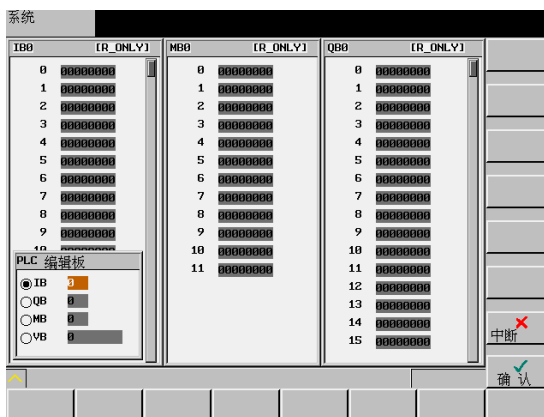 系统
IB0 [R_ONLY] MB0 [R_ONLY] QB0 [R_ONLY]
0 00000000 0 00000000 0 00000000
1 00000000 1 00000000 1 00000000
2 00000000 2 00000000 2 00000000
3 00000000 3 00000000 3 00000000
4 00000000 4 00000000 4 00000000
5 00000000 5 00000000 5 00000000
6 00000000 6 00000000 6 00000000
7 00000000 7 00000000 7 00000000
8 00000000 8 00000000 8 00000000
9 00000000 9 00000000 9 00000000
10 00000000 10 00000000 10 00000000
11 00000000 11 00000000
12 00000000
13 00000000
14 00000000
15 00000000
PLC 编辑板
IB 0
QB 0
MB 0
VB 0
中断
确认